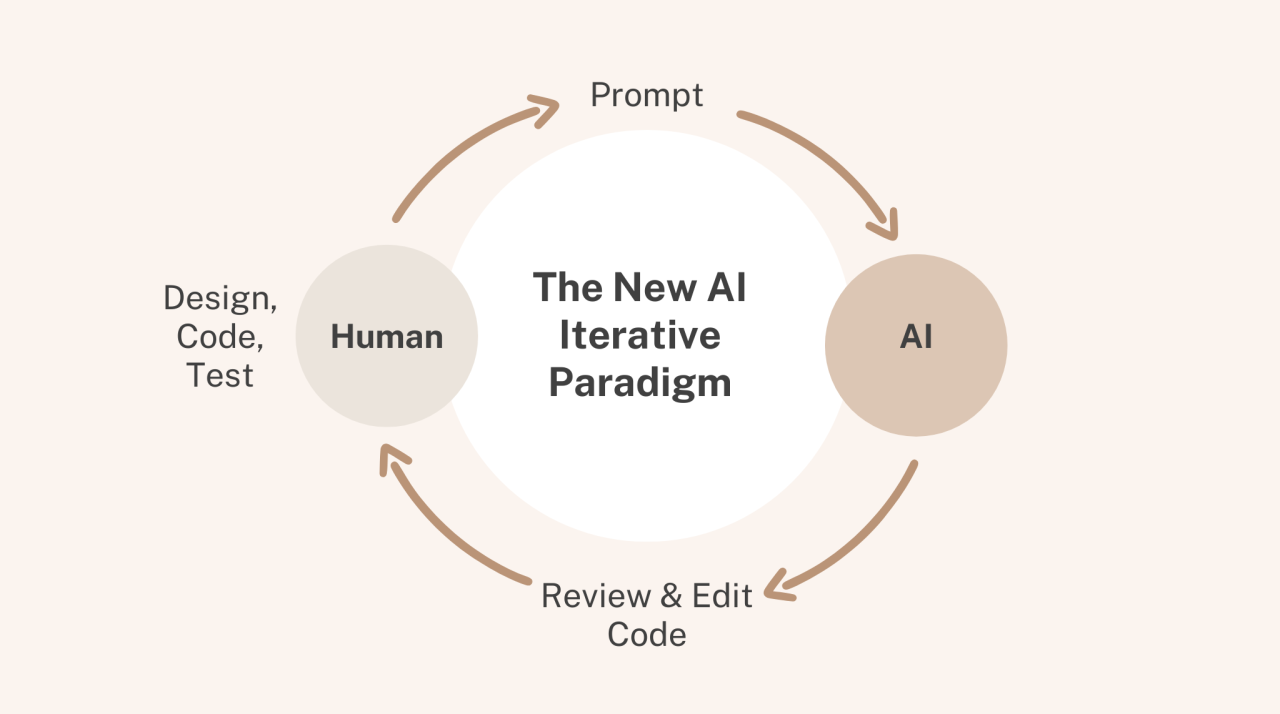 Prompt
Design,
Code,
Test
Human
The New AI
Iterative
Paradigm
AI
Review & Edit
Code